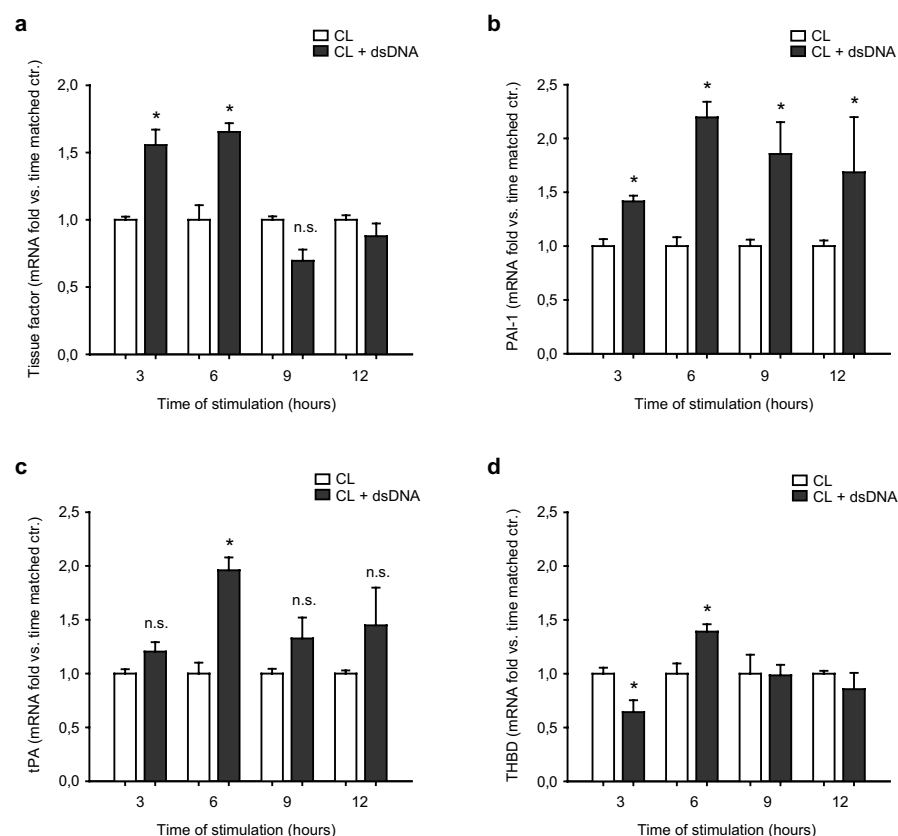 a
CL
CL + dsDNA
Tissue factor (mRNA fold vs. time matched ctr.)
2,0
1,5
1,0
0,5
0,0
*
*
n.s.
3 6 9 12
Time of stimulation (hours)
b
CL
CL + dsDNA
PAI-1 (mRNA fold vs. time matched ctr.)
2,5
2,0
1,5
1,0
0,5
0,0
*
*
*
*
3 6 9 12
Time of stimulation (hours)
c
CL
CL + dsDNA
tPA (mRNA fold vs. time matched ctr.)
2,5
2,0
1,5
1,0
0,5
0,0
n.s.
*
n.s.
n.s.
3 6 9 12
Time of stimulation (hours)
d
CL
CL + dsDNA
THBD (mRNA fold vs. time matched ctr.)
2,5
2,0
1,5
1,0
0,5
0,0
*
*
3 6 9 12
Time of stimulation (hours)